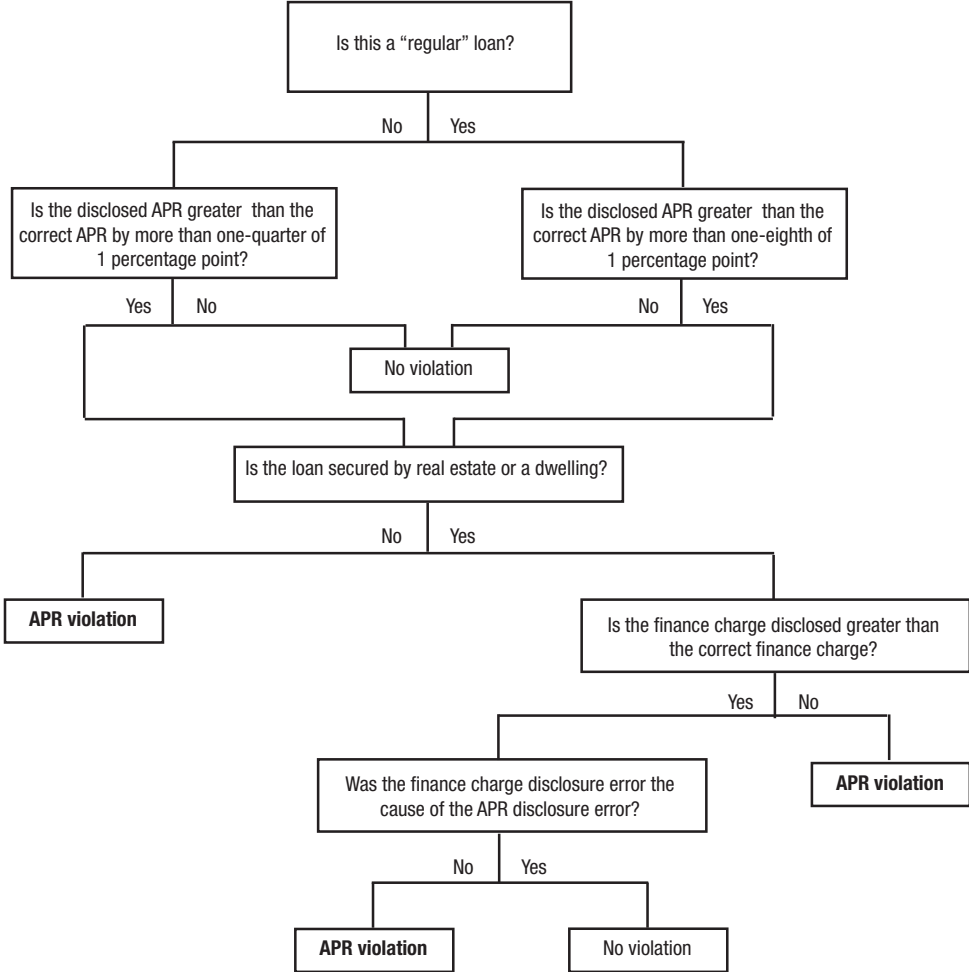 Is this a “regular” loan?
No
Yes
Is the disclosed APR greater than the
correct APR by more than one-quarter of
1 percentage point?
Is the disclosed APR greater than the
correct APR by more than one-eighth of
1 percentage point?
Yes
No
No
Yes
No violation
Is the loan secured by real estate or a dwelling?
No
Yes
APR violation
Is the finance charge disclosed greater than
the correct finance charge?
Yes
No
Was the finance charge disclosure error the
cause of the APR disclosure error?
APR violation
No
Yes
APR violation
No violation